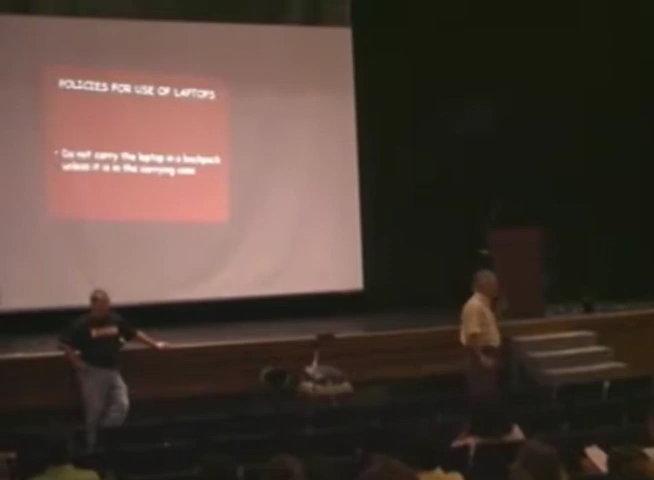 POLICIES FOR USE OF LAPTOPS
- Do not carry the laptop in a backpack
unless it is in the carrying case